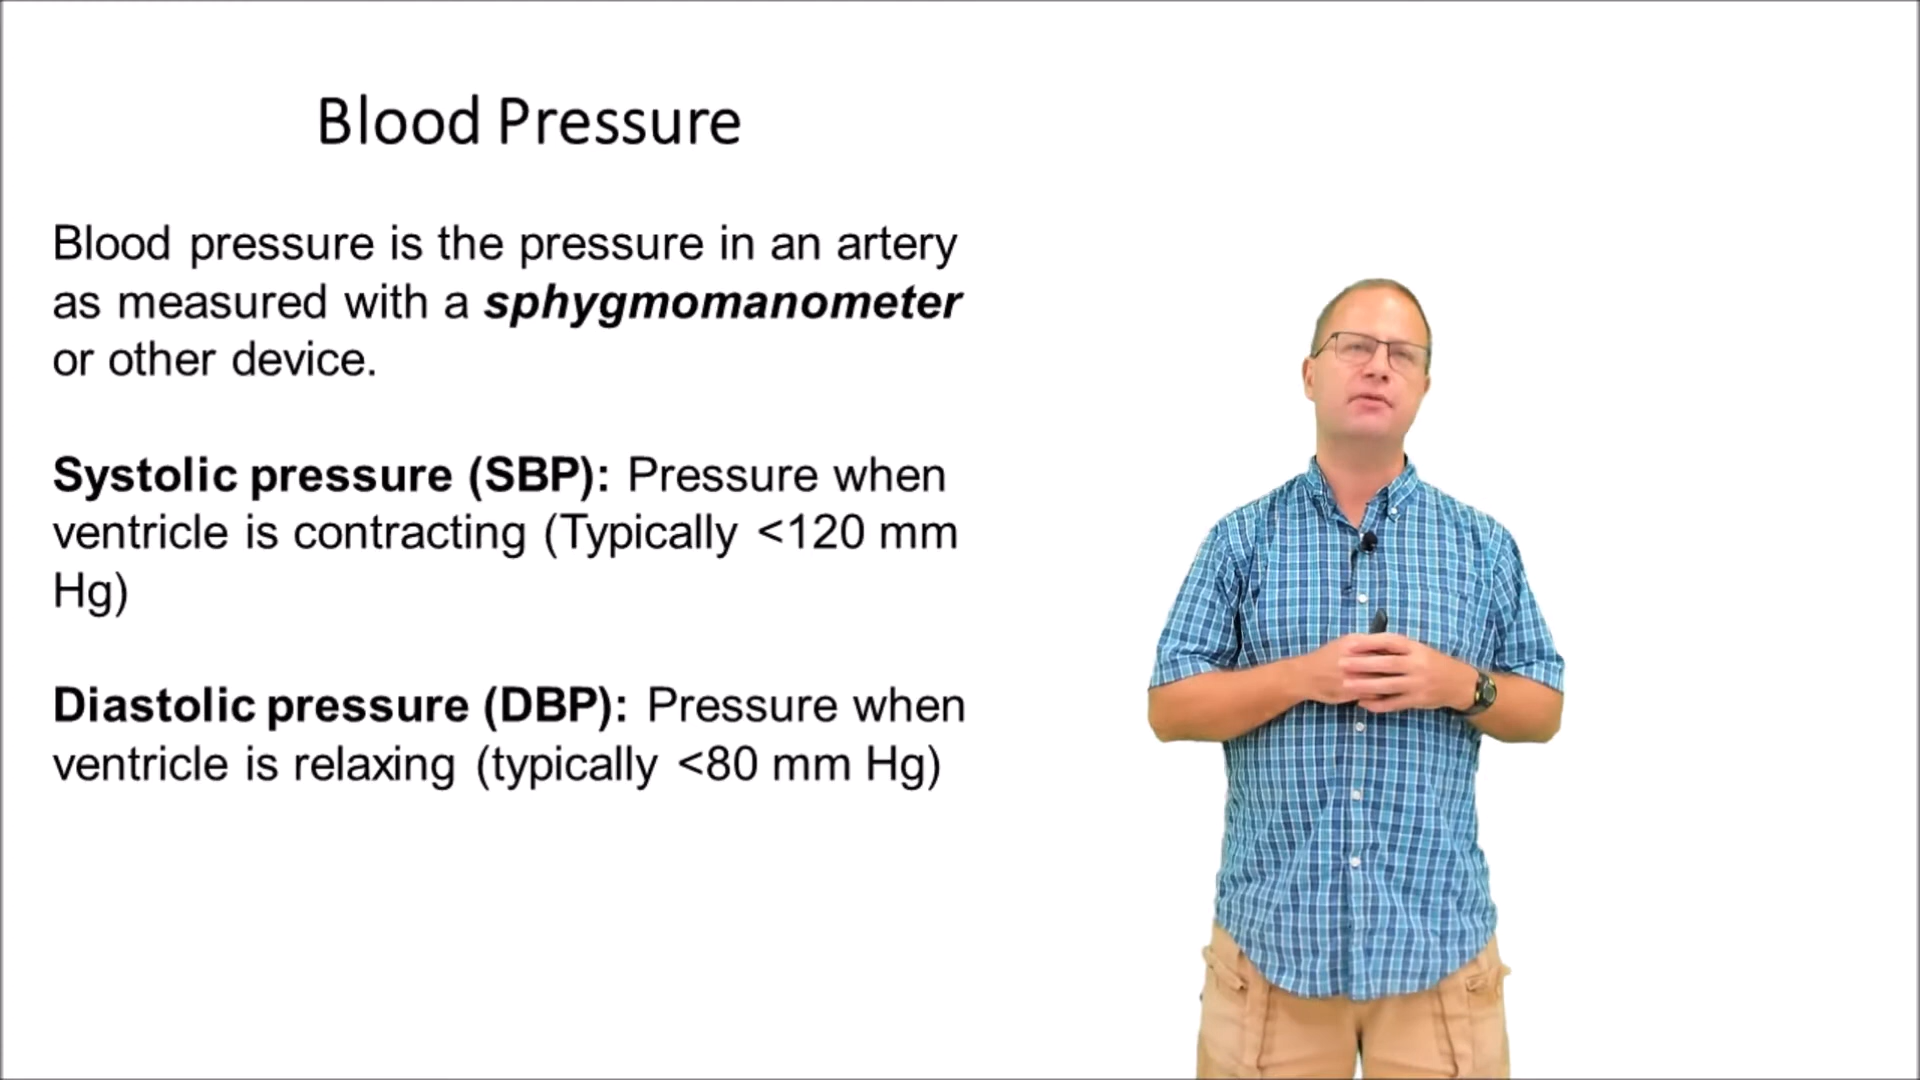 Blood Pressure
Blood pressure is the pressure in an artery
as measured with a sphygmomanometer
or other device.
Systolic pressure (SBP): Pressure when
ventricle is contracting (Typically <120 mm
Hg)
Diastolic pressure (DBP): Pressure when
ventricle is relaxing (typically <80 mm Hg)